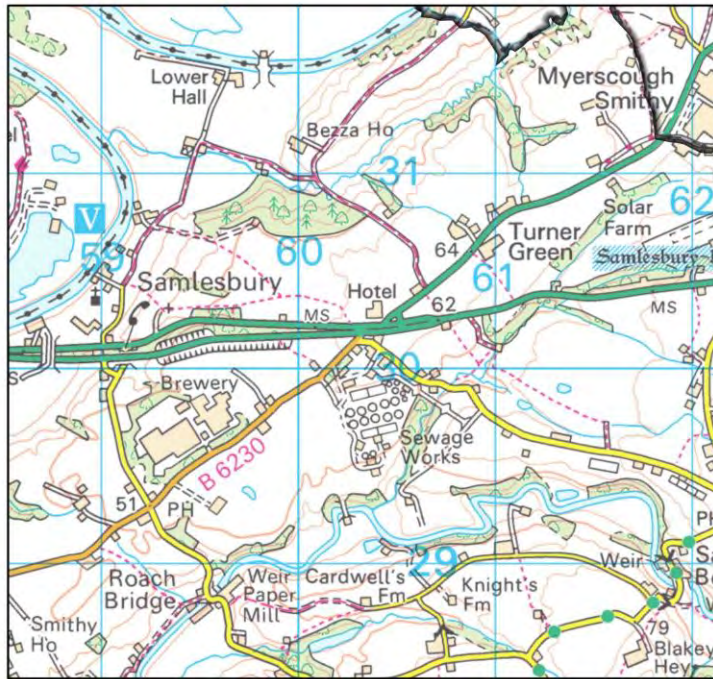 Lower
Hall
Myerscough
Smithy
Bezza Ho
31
V
59
60
62
Solar
Farm
64
Turner
Green
Samlesbury
61
Samlesbury
Hotel
62
MS
MS
Brewery
B 6230
Sewage
Works
51
PH
29
PH
Weir
Roach
Bridge
Weir
Paper
Mill
Cardwell's
Fm
Knight's
Fm
Smithy
Ho
79
Blakey
Hey